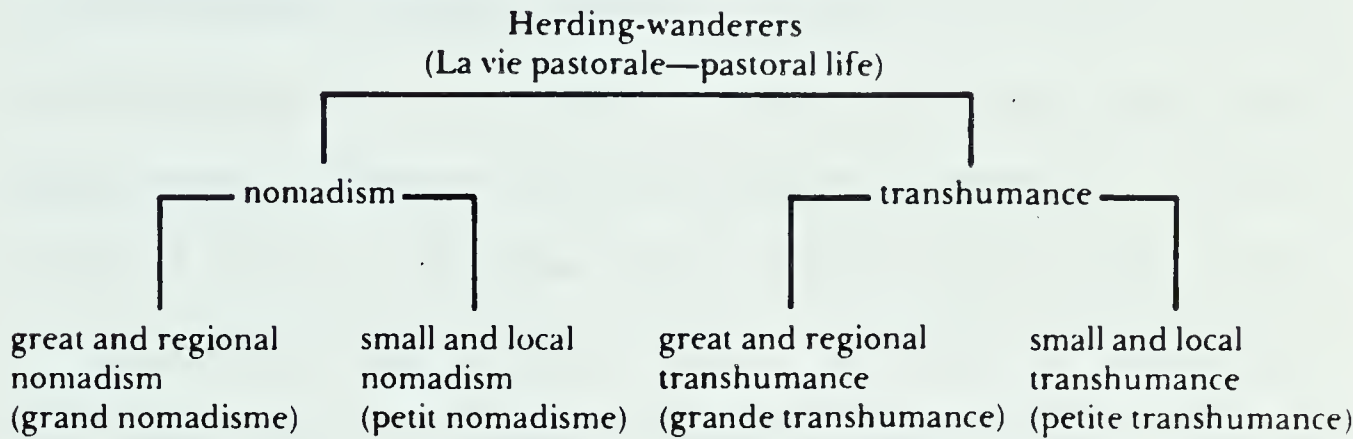 Herding-wanderers
(La vie pastorale—pastoral life)
nomadism
transhumance
great and regional
nomadism
(grand nomadisme)
small and local
nomadism
(petit nomadisme)
great and regional
transhumance
(grande transhumance)
small and local
transhumance
(petite transhumance)